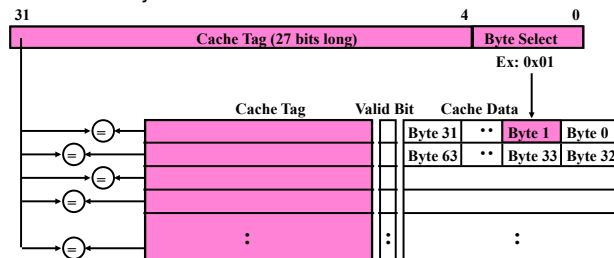 31 4 0
Cache Tag (27 bits long) Byte Select
Ex: 0x01
Cache Tag Valid Bit Cache Data
= Byte 31 ·· Byte 1 Byte 0
= Byte 63 ·· Byte 33 Byte 32
=
=
= : : :